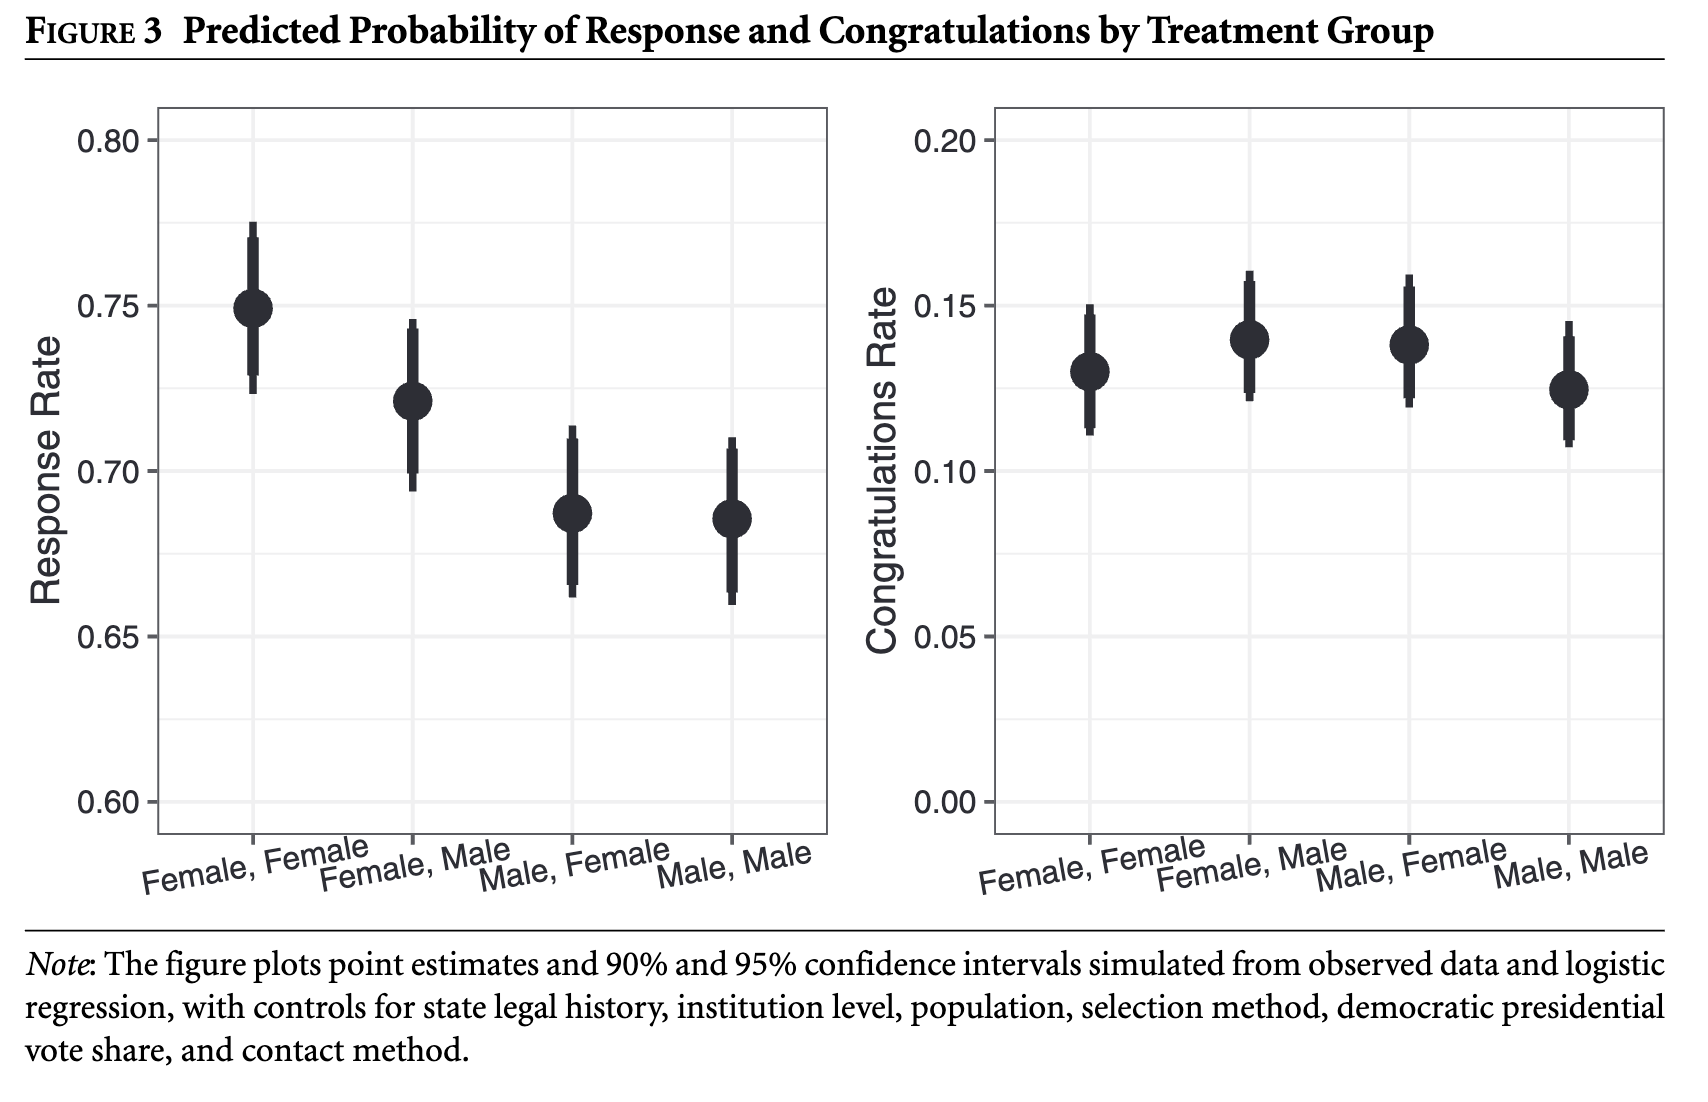 FIGURE 3 Predicted Probability of Response and Congratulations by Treatment Group
Response Rate
0.80
0.75
0.70
0.65
0.60
Female, Female
Female, Male
Male, Female
Male, Male
Congratulations Rate
0.20
0.15
0.10
0.05
0.00
Female, Female
Female, Male
Male, Female
Male, Male
Note: The figure plots point estimates and 90% and 95% confidence intervals simulated from observed data and logistic
regression, with controls for state legal history, institution level, population, selection method, democratic presidential
vote share, and contact method.